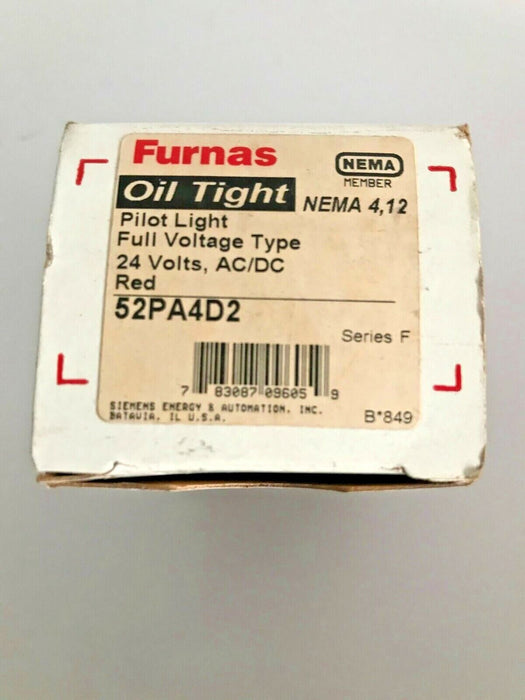 Furnas
NEMA
MEMBER
Oil Tight
NEMA 4,12
Pilot Light
Full Voltage Type
24 Volts, AC/DC
Red
52PA4D2
Series F
7 83087 09605 9
SIEMENS ENERGY & AUTOMATION, INC.
BATAVIA, IL U.S.A.
B*849